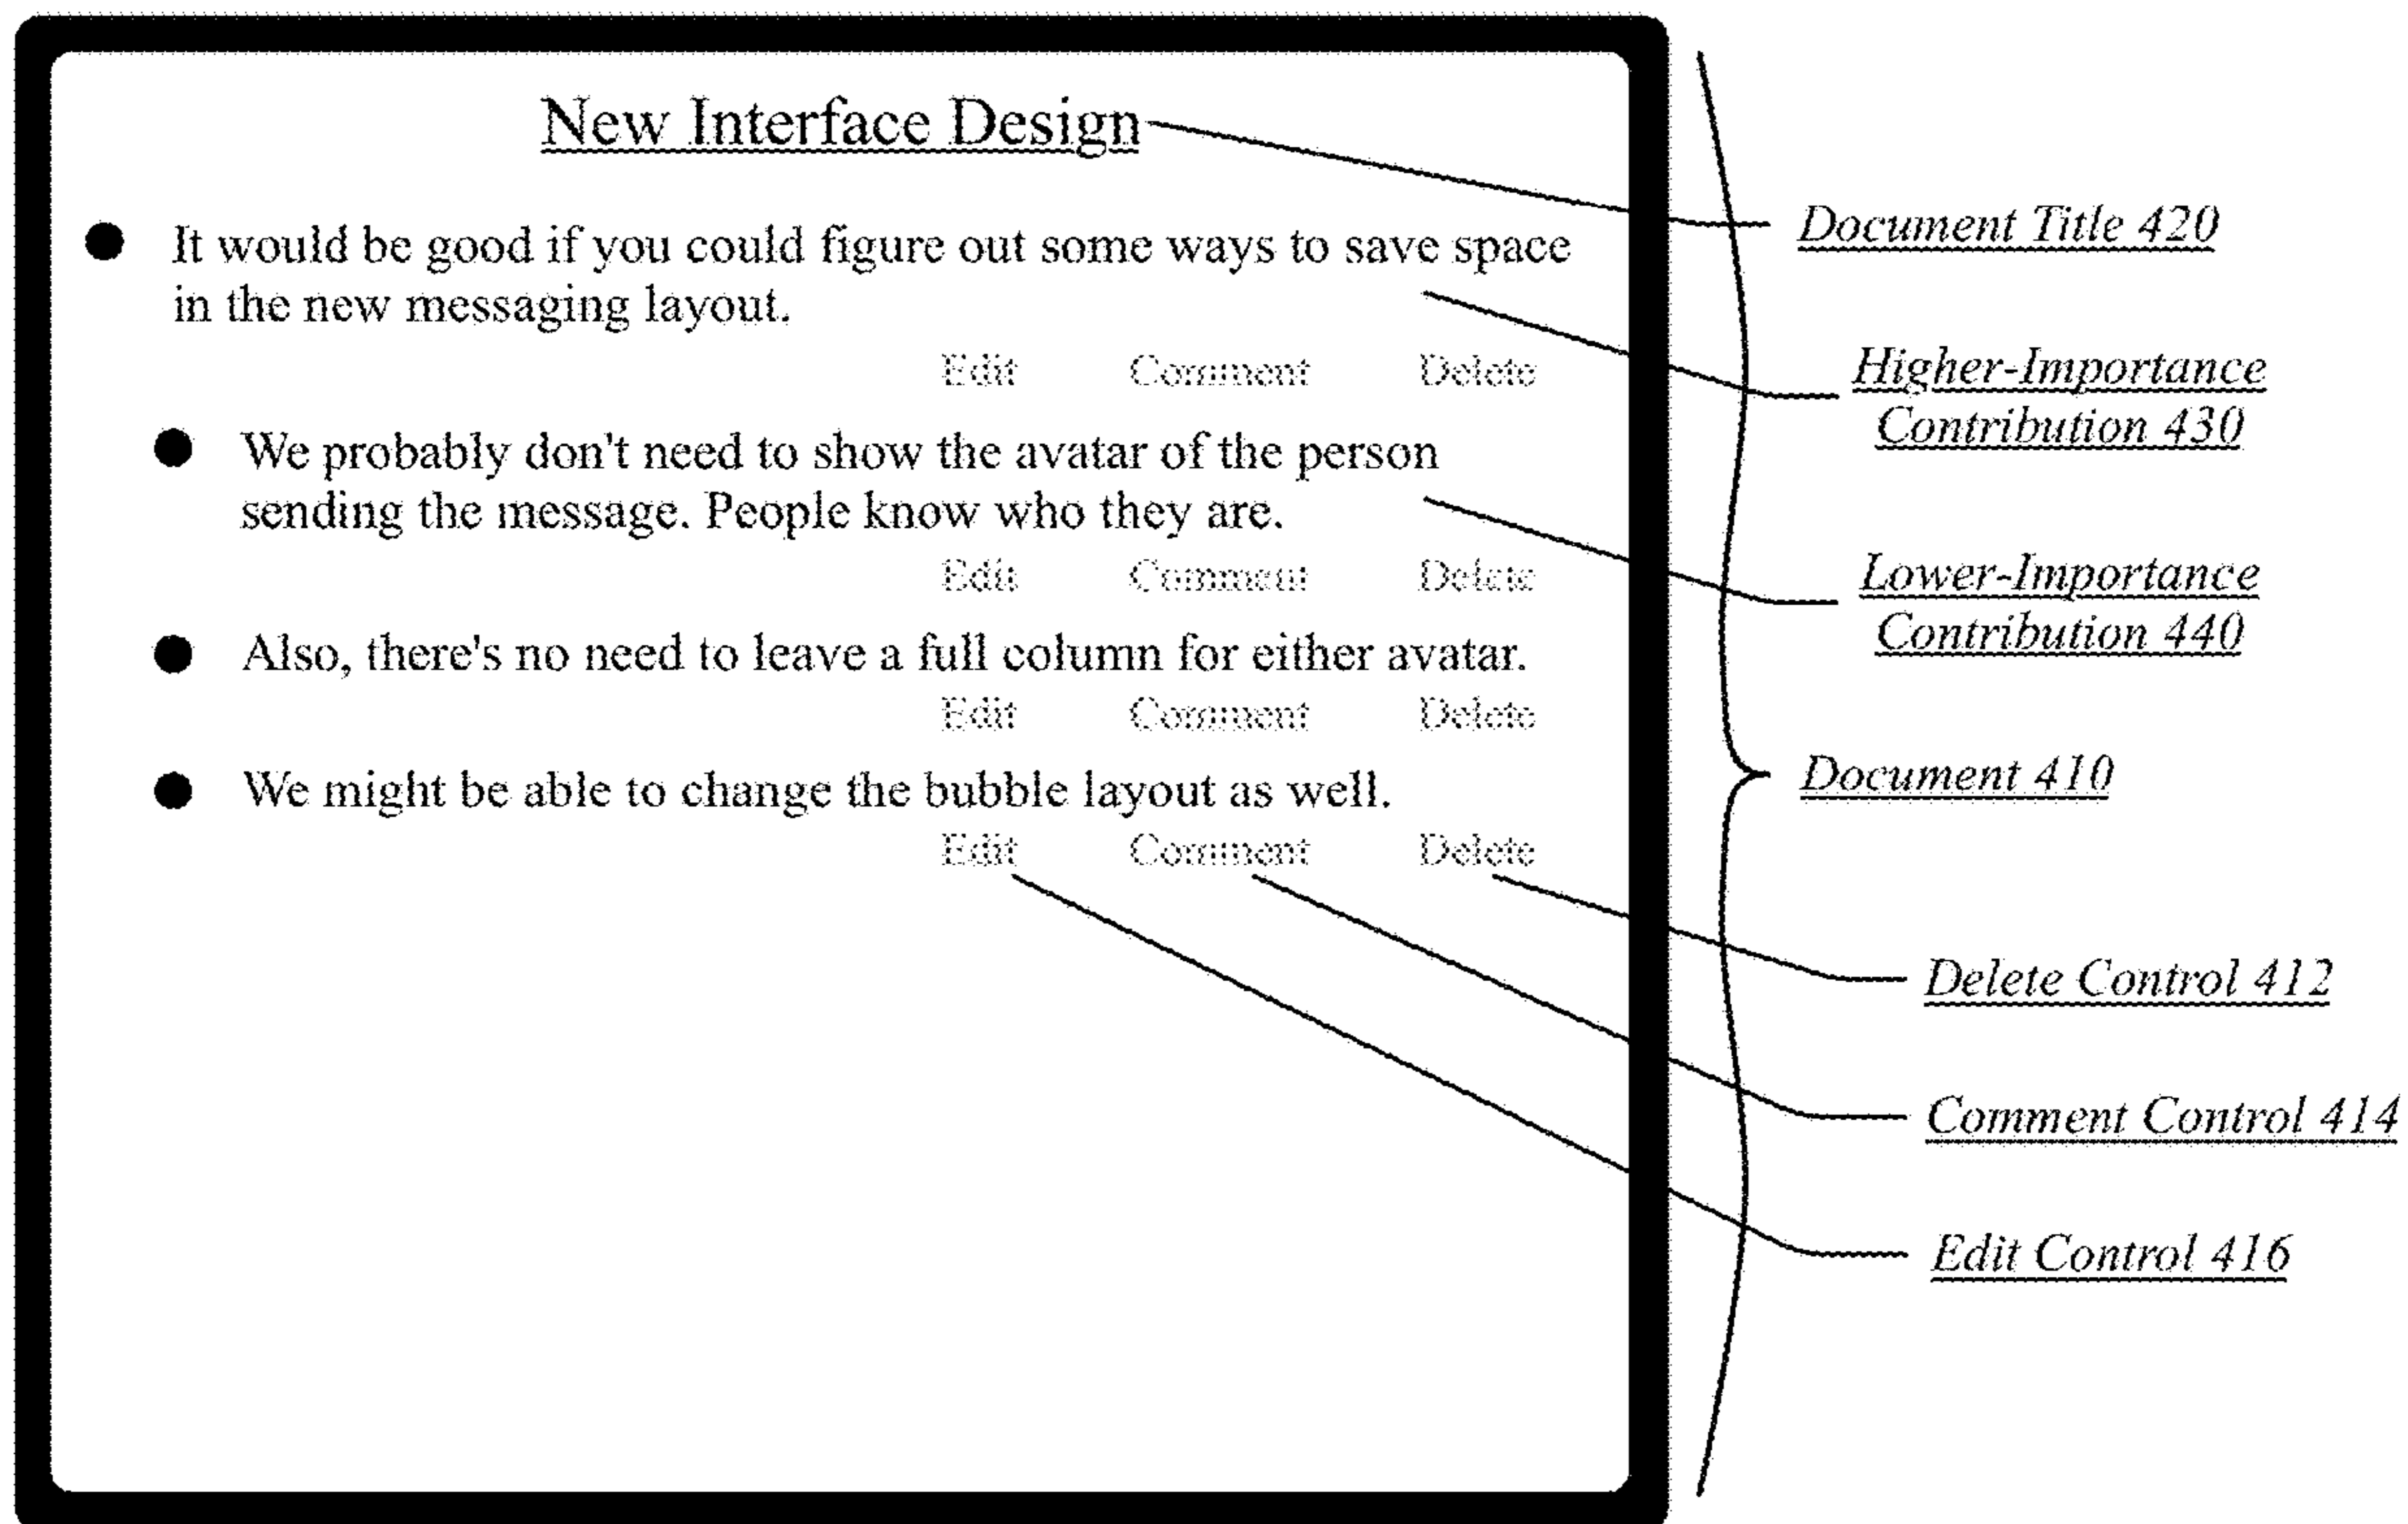 New Interface Design
It would be good if you could figure out some ways to save space
in the new messaging layout.
Edit Comment Delete
We probably don't need to show the avatar of the person
sending the message. People know who they are.
Edit Comment Delete
Also, there's no need to leave a full column for either avatar.
Edit Comment Delete
We might be able to change the bubble layout as well.
Edit Comment Delete
Document Title 420
Higher-Importance
Contribution 430
Lower-Importance
Contribution 440
Document 410
Delete Control 412
Comment Control 414
Edit Control 416